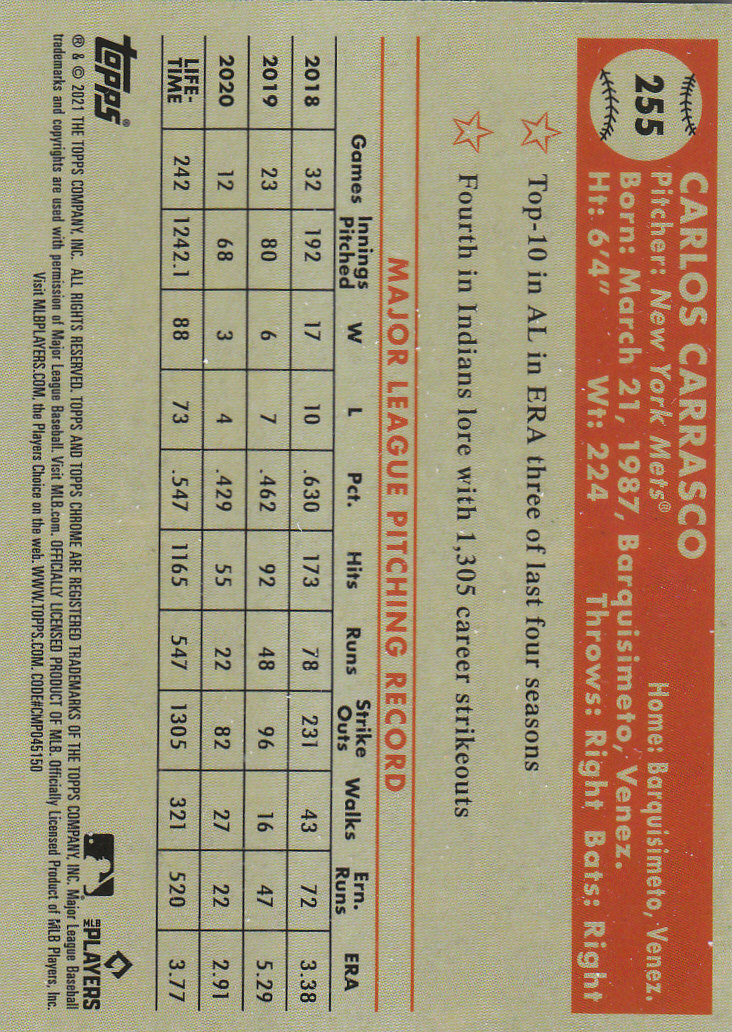 255
CARLOS CARRASCO
Pitcher: New York Mets® Home: Barquisimeto, Venez.
Born: March 21, 1987, Barquisimeto, Venez.
Ht: 6'4" Wt: 224 Throws: Right Bats: Right
Top-10 in AL in ERA three of last four seasons
Fourth in Indians lore with 1,305 career strikeouts
MAJOR LEAGUE PITCHING RECORD
Games Innings Pitched W L Pct. Hits Runs Strike Outs Walks Ern. Runs ERA
2018 32 192 17 10 .630 173 78 231 43 72 3.38
2019 23 80 6 7 .462 92 48 96 16 47 5.29
2020 12 68 3 4 .429 55 22 82 27 22 2.91
LIFE-TIME 242 1242.1 88 73 .547 1165 547 1305 321 520 3.77
topps®
MLB PLAYERS
® & © 2021 THE TOPPS COMPANY, INC. ALL RIGHTS RESERVED. TOPPS AND TOPPS CHROME ARE REGISTERED TRADEMARKS OF THE TOPPS COMPANY, INC. Major League Baseball
trademarks and copyrights are used with permission of Major League Baseball. Visit MLB.com. OFFICIALLY LICENSED PRODUCT OF MLB. Officially Licensed Product of MLB Players, Inc.
Visit MLBPLAYERS.COM, the Players Choice on the web. WWW.TOPPS.COM. CODE#CMP045150